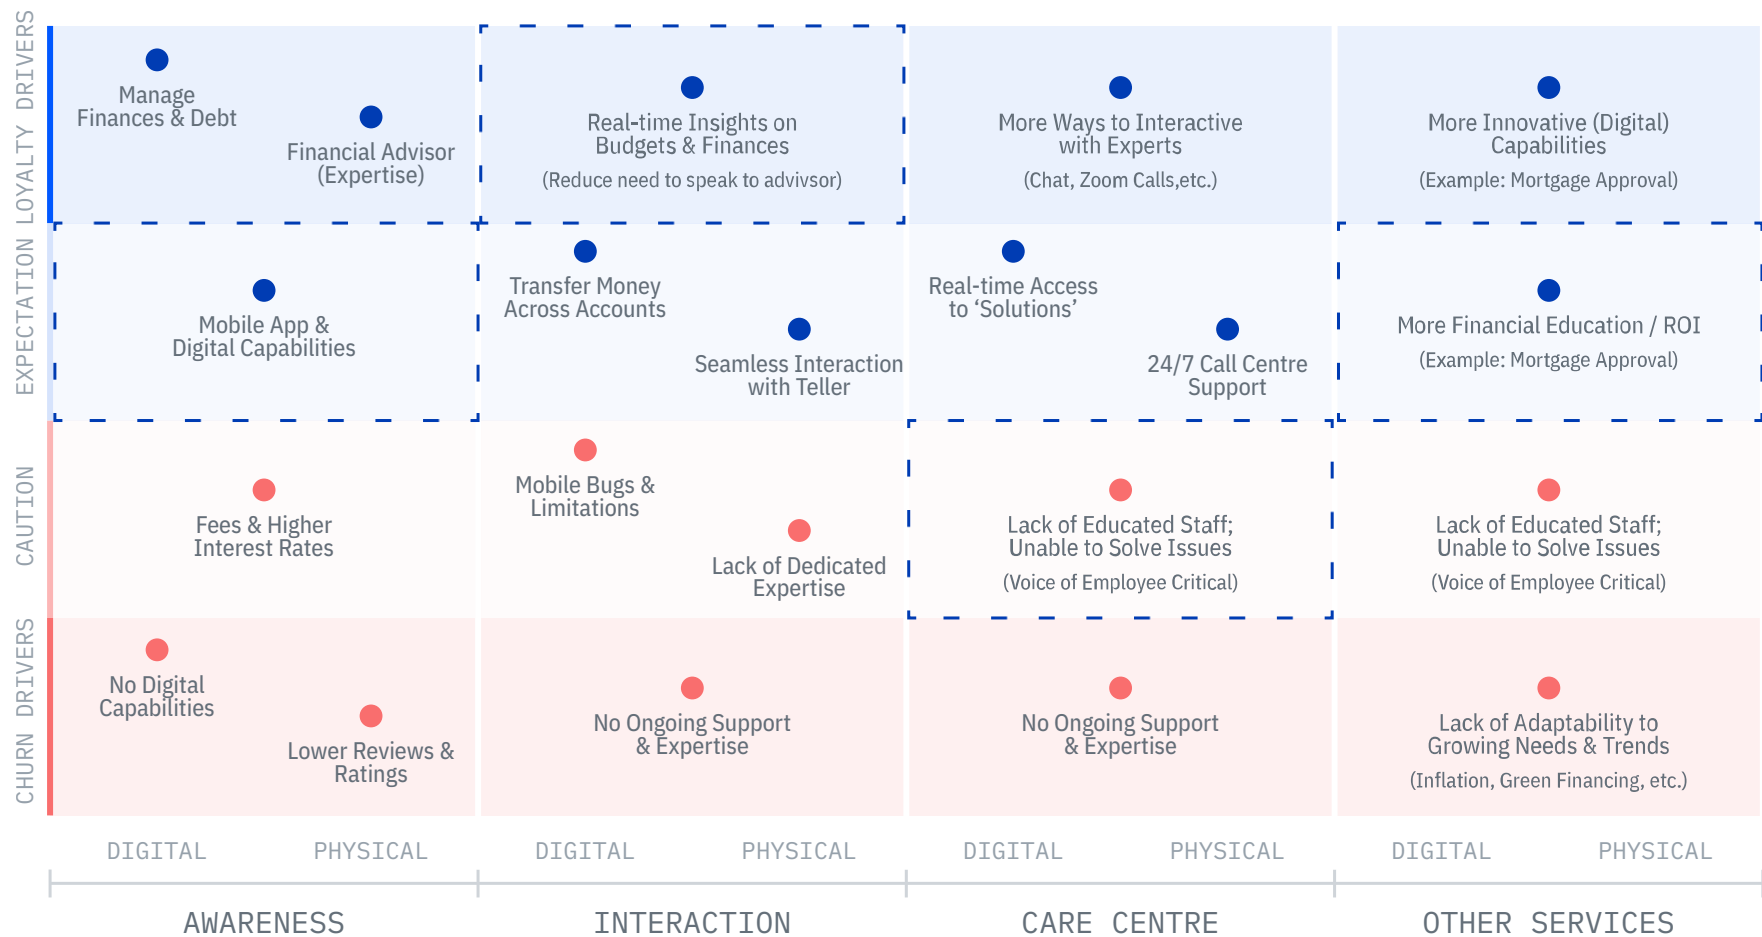 LOYALTY DRIVERS
Manage
Finances & Debt
Financial Advisor
(Expertise)
Real-time Insights on
Budgets & Finances
(Reduce need to speak to advivsor)
More Ways to Interactive
with Experts
(Chat, Zoom Calls,etc.)
More Innovative (Digital)
Capabilities
(Example: Mortgage Approval)
EXPECTATION
Mobile App &
Digital Capabilities
Transfer Money
Across Accounts
Seamless Interaction
with Teller
Real-time Access
to ‘Solutions’
24/7 Call Centre
Support
More Financial Education / ROI
(Example: Mortgage Approval)
CAUTION
Fees & Higher
Interest Rates
Mobile Bugs &
Limitations
Lack of Dedicated
Expertise
Lack of Educated Staff;
Unable to Solve Issues
(Voice of Employee Critical)
Lack of Educated Staff;
Unable to Solve Issues
(Voice of Employee Critical)
CHURN DRIVERS
No Digital
Capabilities
Lower Reviews &
Ratings
No Ongoing Support
& Expertise
No Ongoing Support
& Expertise
Lack of Adaptability to
Growing Needs & Trends
(Inflation, Green Financing, etc.)
DIGITAL PHYSICAL DIGITAL PHYSICAL DIGITAL PHYSICAL DIGITAL PHYSICAL
AWARENESS INTERACTION CARE CENTRE OTHER SERVICES